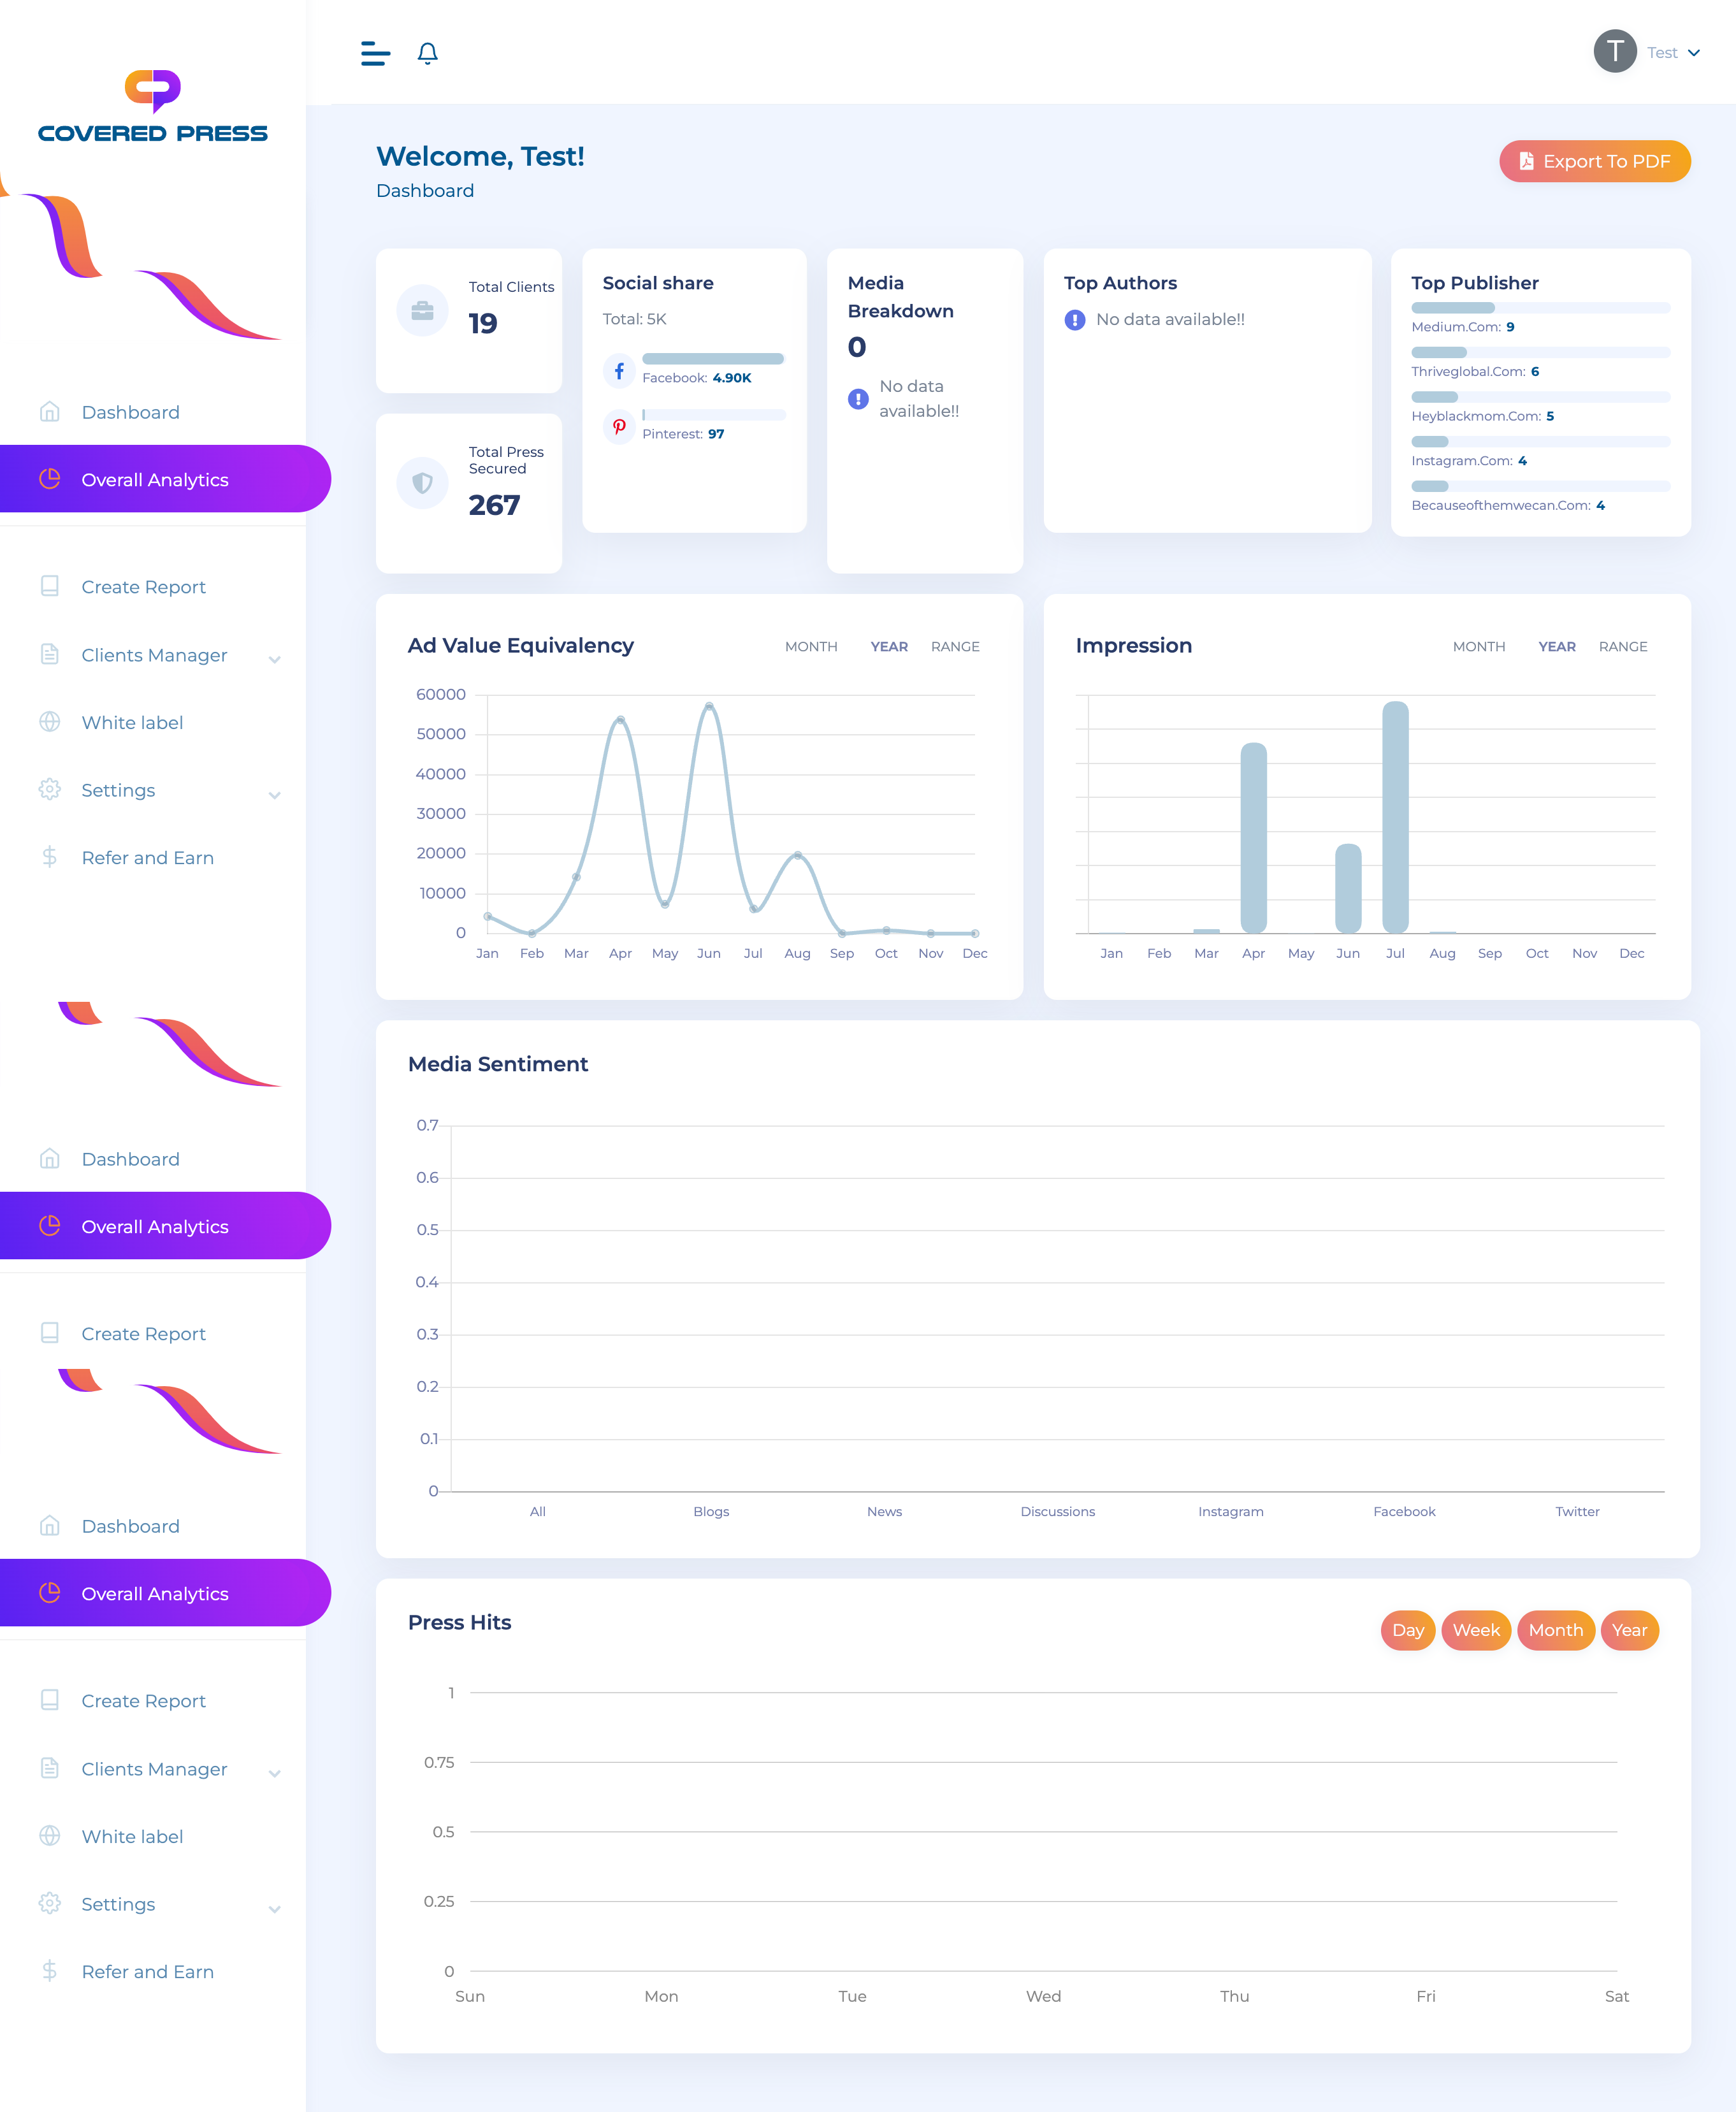 COVERED PRESS
Test
Welcome, Test!
Dashboard
Export To PDF
Dashboard
Overall Analytics
Create Report
Clients Manager
White label
Settings
Refer and Earn
Dashboard
Overall Analytics
Create Report
Dashboard
Overall Analytics
Create Report
Clients Manager
White label
Settings
Refer and Earn
Total Clients
19
Total Press
Secured
267
Social share
Total: 5K
Facebook: 4.90K
Pinterest: 97
Media
Breakdown
0
No data
available!!
Top Authors
No data available!!
Top Publisher
Medium.Com: 9
Thriveglobal.Com: 6
Heyblackmom.Com: 5
Instagram.Com: 4
Becauseofthemwecan.Com: 4
Ad Value Equivalency
MONTH YEAR RANGE
60000
50000
40000
30000
20000
10000
0
Jan Feb Mar Apr May Jun Jul Aug Sep Oct Nov Dec
Impression
MONTH YEAR RANGE
Jan Feb Mar Apr May Jun Jul Aug Sep Oct Nov Dec
Media Sentiment
0.7
0.6
0.5
0.4
0.3
0.2
0.1
0
All Blogs News Discussions Instagram Facebook Twitter
Press Hits
Day Week Month Year
1
0.75
0.5
0.25
0
Sun Mon Tue Wed Thu Fri Sat